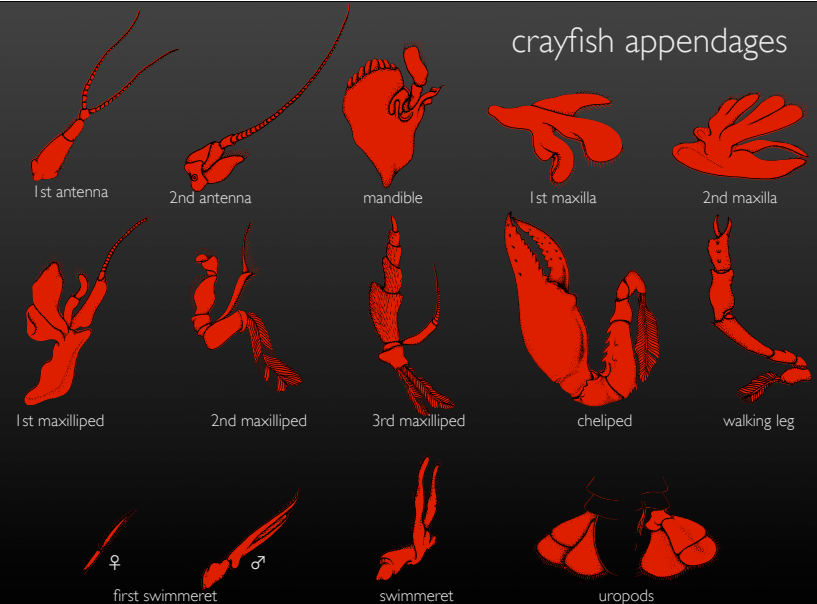 crayfish appendages
1st antenna
2nd antenna
mandible
1st maxilla
2nd maxilla
1st maxilliped
2nd maxilliped
3rd maxilliped
cheliped
walking leg
♀
♂
first swimmeret
swimmeret
uropods